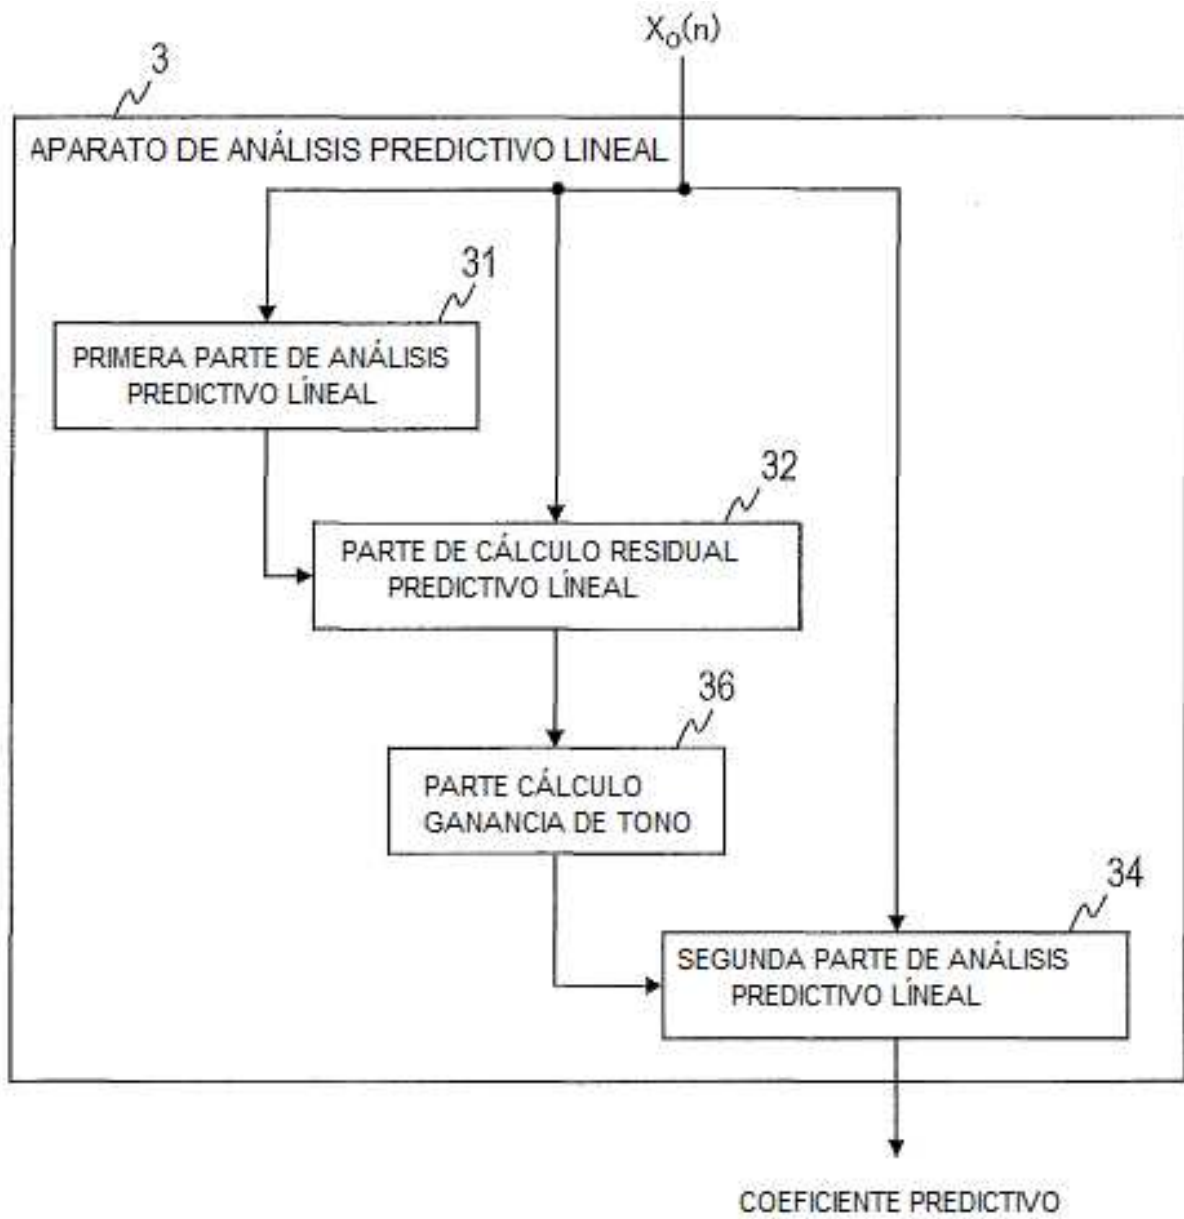 X₀(n)
3
APARATO DE ANÁLISIS PREDICTIVO LINEAL
31
PRIMERA PARTE DE ANÁLISIS
PREDICTIVO LÍNEAL
32
PARTE DE CÁLCULO RESIDUAL
PREDICTIVO LÍNEAL
36
PARTE CÁLCULO
GANANCIA DE TONO
34
SEGUNDA PARTE DE ANÁLISIS
PREDICTIVO LÍNEAL
COEFICIENTE PREDICTIVO